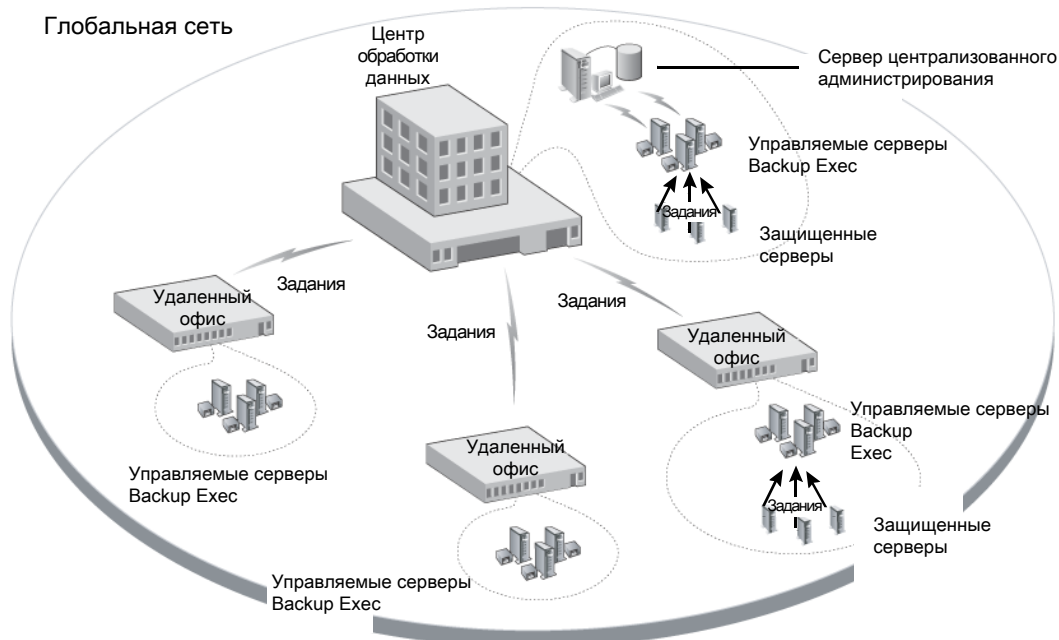 Глобальная сеть
Центр
обработки
данных
Сервер централизованного
администрирования
Управляемые серверы
Backup Exec
Задания
Защищенные
серверы
Удаленный
офис
Задания
Задания
Задания
Удаленный
офис
Управляемые серверы
Backup
Exec
Удаленный
офис
Управляемые серверы
Backup Exec
Задания
Защищенные
серверы
Управляемые серверы
Backup Exec